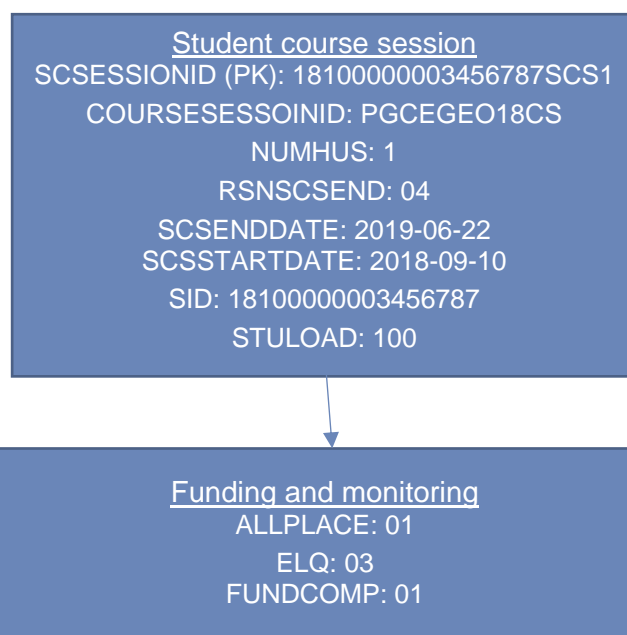 Student course session
SCSESSIONID (PK): 18100000003456787SCS1
COURSESESSOINID: PGCEGEO18CS
NUMHUS: 1
RSNSCSEND: 04
SCSENDDATE: 2019-06-22
SCSSTARTDATE: 2018-09-10
SID: 18100000003456787
STULOAD: 100
Funding and monitoring
ALLPLACE: 01
ELQ: 03
FUNDCOMP: 01